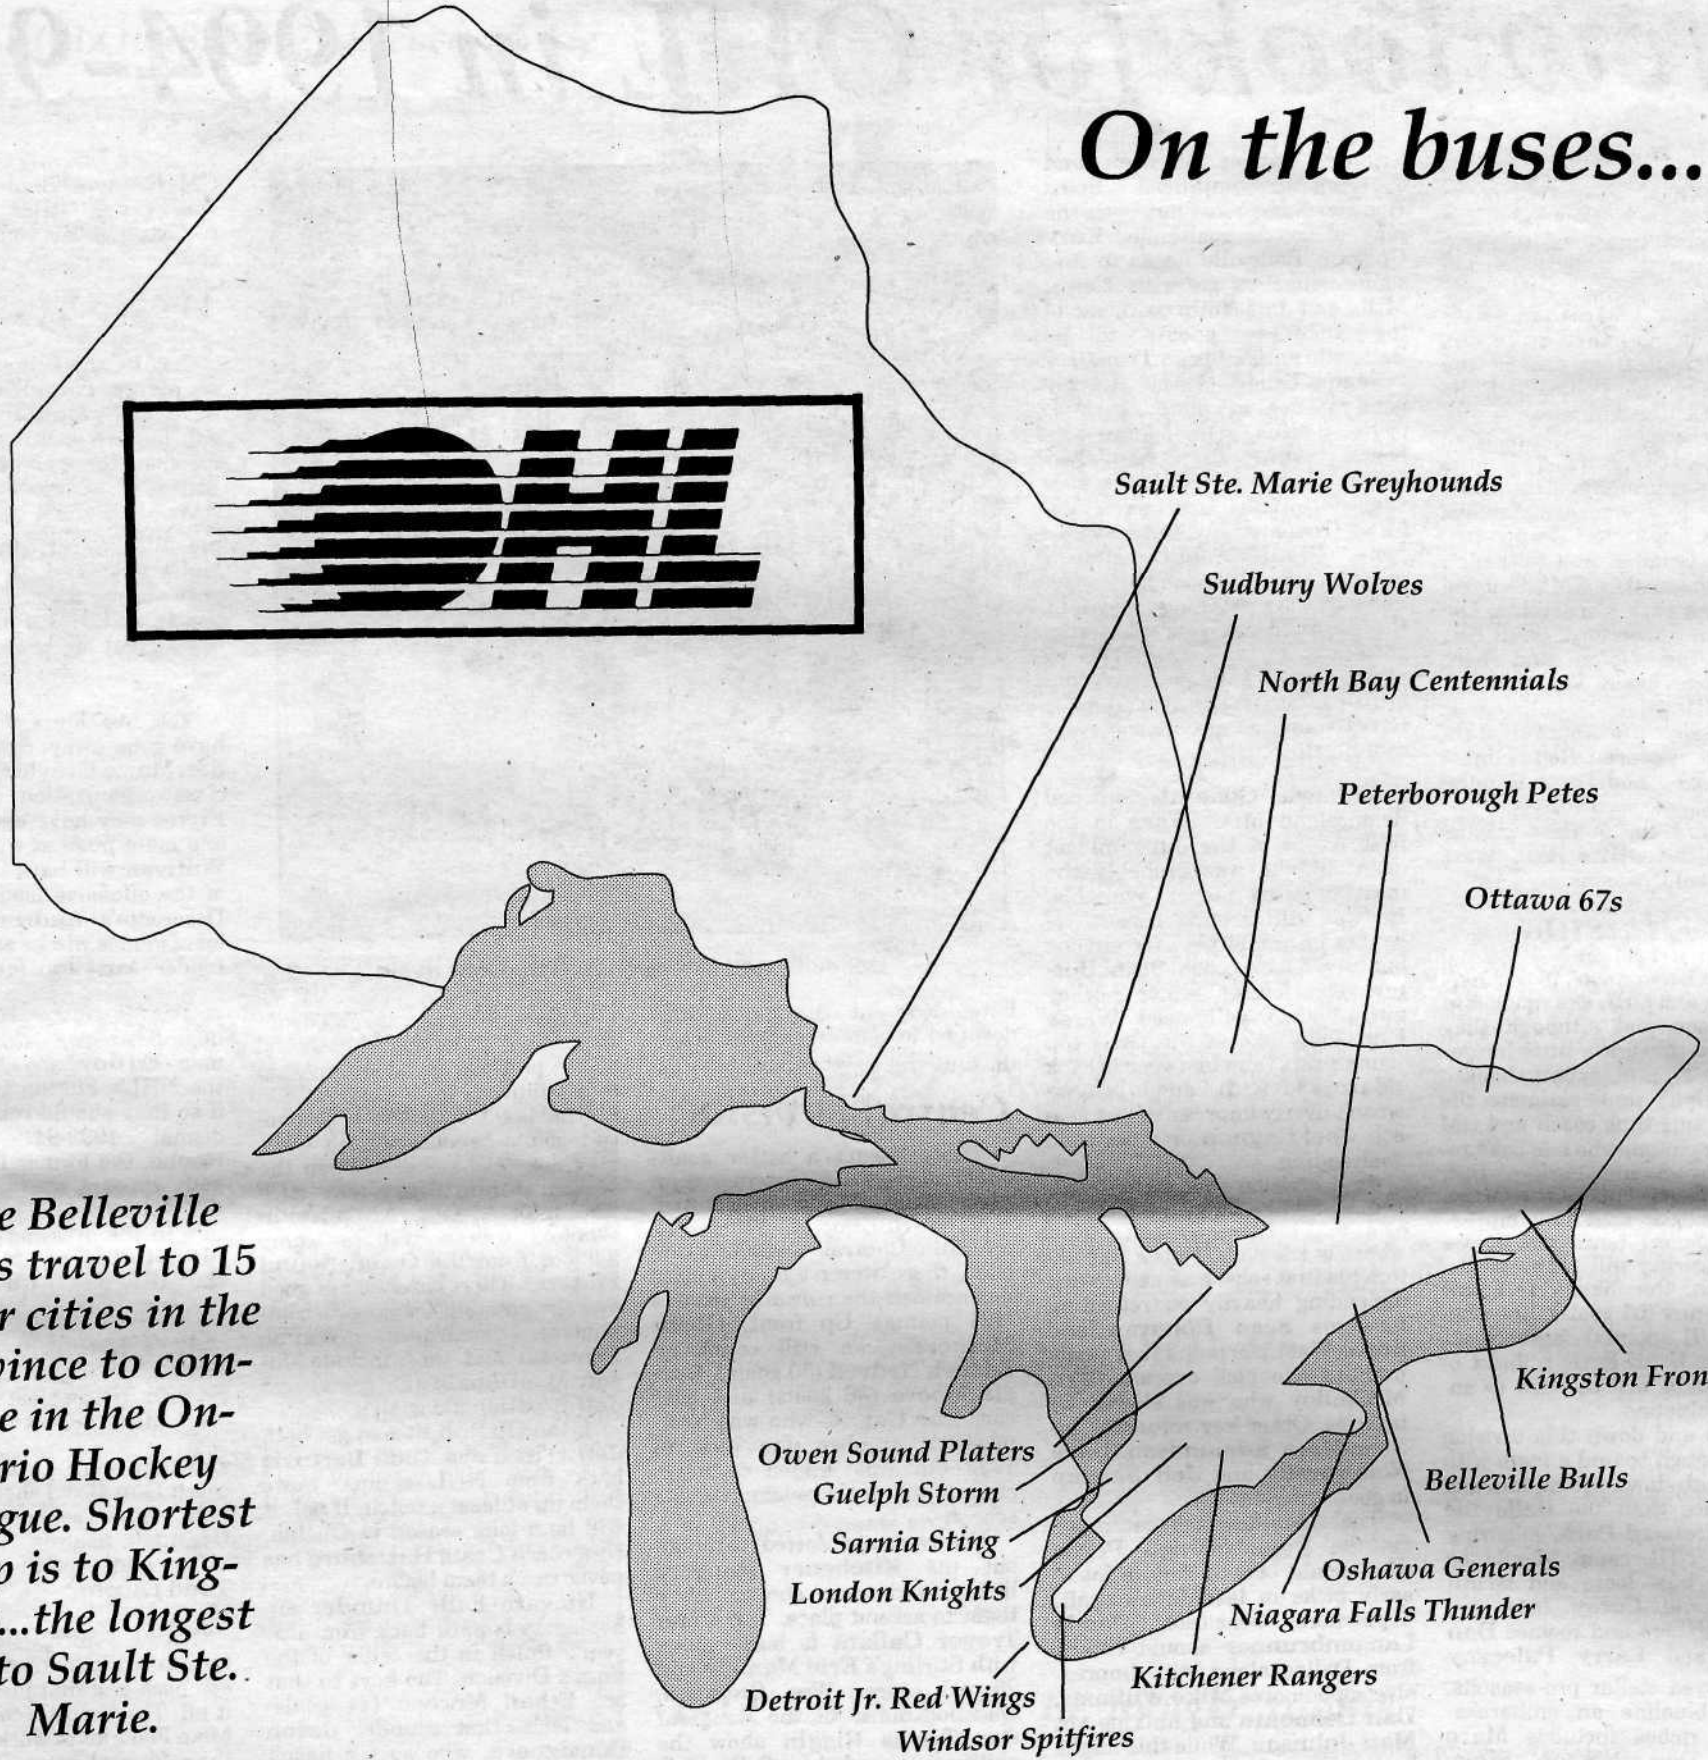 On the buses...
OHL
Sault Ste. Marie Greyhounds
Sudbury Wolves
North Bay Centennials
Peterborough Petes
Ottawa 67s
Kingston Fron
Belleville Bulls
Oshawa Generals
Niagara Falls Thunder
Kitchener Rangers
Owen Sound Platers
Guelph Storm
Sarnia Sting
London Knights
Detroit Jr. Red Wings
Windsor Spitfires
e Belleville
s travel to 15
r cities in the
vince to com-
e in the On-
rio Hockey
gue. Shortest
p is to King-
...the longest
to Sault Ste.
Marie.